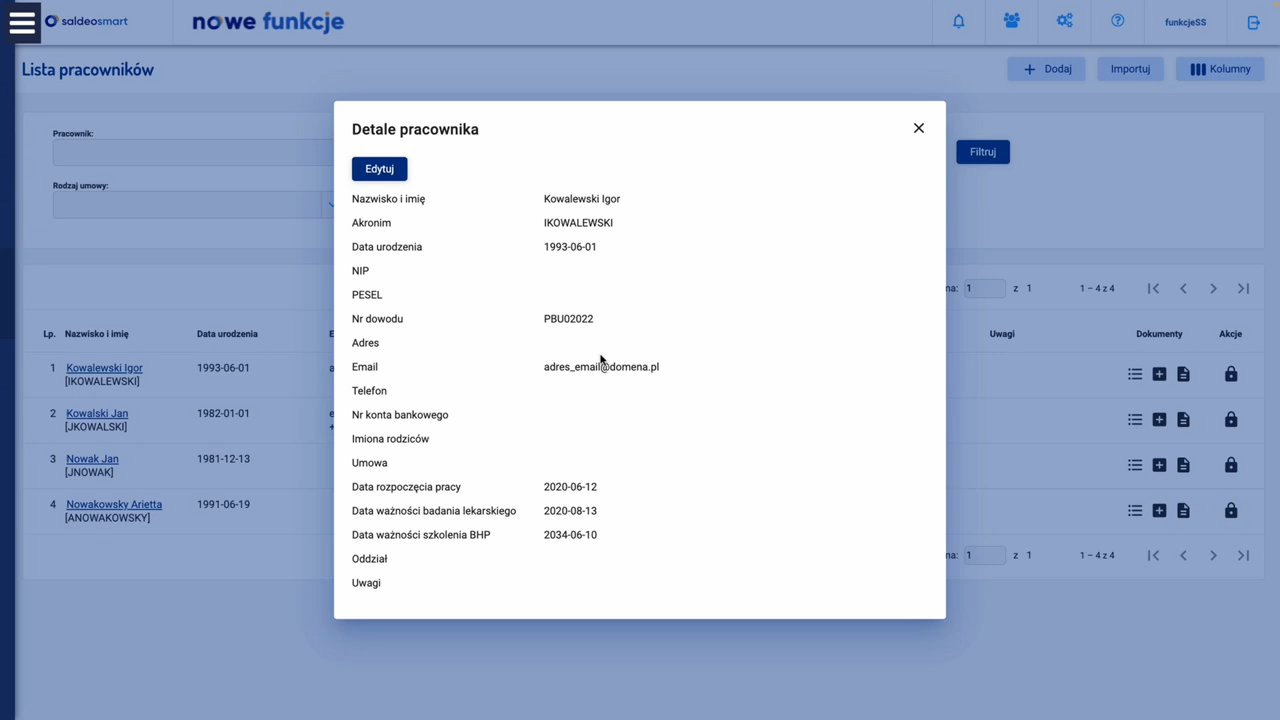 saldeosmart
nowe funkcje
funkcjeSS
Lista pracowników
Dodaj
Importuj
Kolumny
Pracownik:
Rodzaj umowy:
Filtruj
Detale pracownika
Edytuj
Nazwisko i imię Kowalewski Igor
Akronim IKOWALEWSKI
Data urodzenia 1993-06-01
NIP
PESEL
Nr dowodu PBU02022
Adres
Email adres_email@domena.pl
Telefon
Nr konta bankowego
Imiona rodziców
Umowa
Data rozpoczęcia pracy 2020-06-12
Data ważności badania lekarskiego 2020-08-13
Data ważności szkolenia BHP 2034-06-10
Oddział
Uwagi
1 z 1 1 – 4 z 4
Lp. Nazwisko i imię Data urodzenia Uwagi Dokumenty Akcje
1 Kowalewski Igor 1993-06-01
[IKOWALEWSKI]
2 Kowalski Jan 1982-01-01
[JKOWALSKI]
3 Nowak Jan 1981-12-13
[JNOWAK]
4 Nowakowsky Arietta 1991-06-19
[ANOWAKOWSKY]
1 z 1 1 – 4 z 4